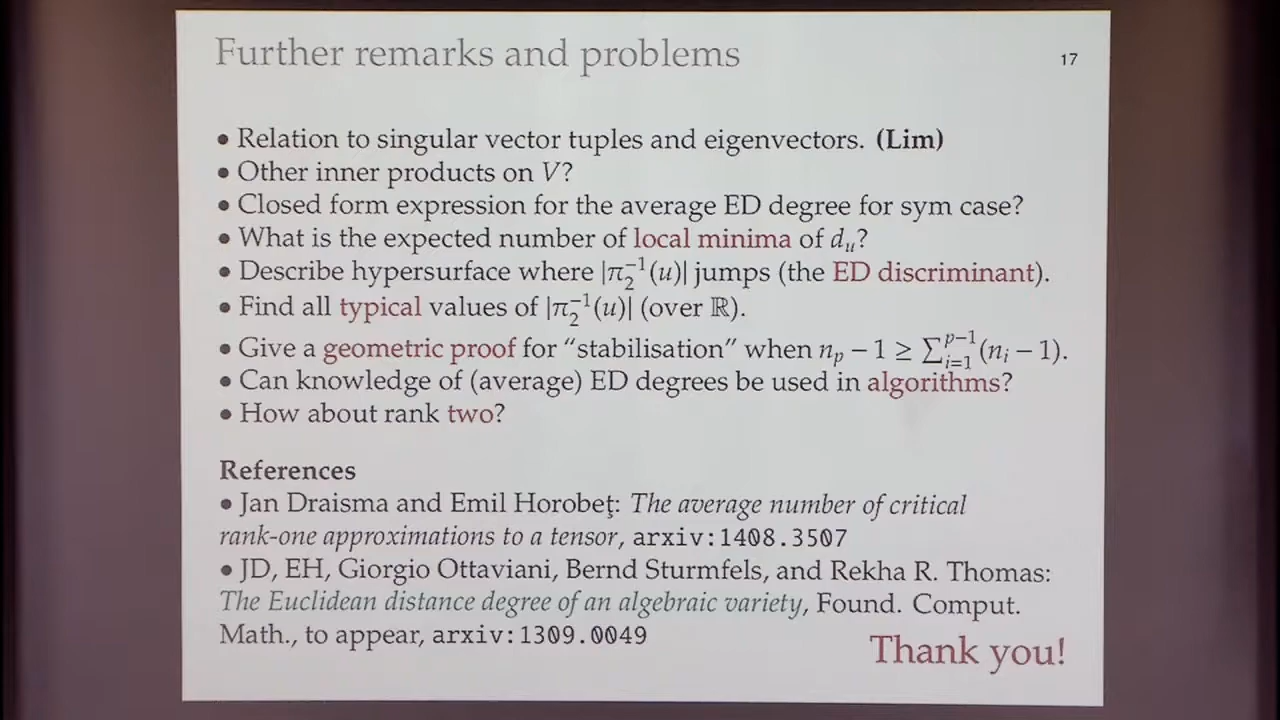 Further remarks and problems
17
• Relation to singular vector tuples and eigenvectors. (Lim)
• Other inner products on V?
• Closed form expression for the average ED degree for sym case?
• What is the expected number of local minima of dᵤ?
• Describe hypersurface where |π₂⁻¹(u)| jumps (the ED discriminant).
• Find all typical values of |π₂⁻¹(u)| (over ℝ).
• Give a geometric proof for “stabilisation” when nₚ − 1 ≥ ∑ᵢ₌₁ᵖ⁻¹(nᵢ − 1).
• Can knowledge of (average) ED degrees be used in algorithms?
• How about rank two?
References
• Jan Draisma and Emil Horobeţ: The average number of critical
rank-one approximations to a tensor, arxiv:1408.3507
• JD, EH, Giorgio Ottaviani, Bernd Sturmfels, and Rekha R. Thomas:
The Euclidean distance degree of an algebraic variety, Found. Comput.
Math., to appear, arxiv:1309.0049
Thank you!